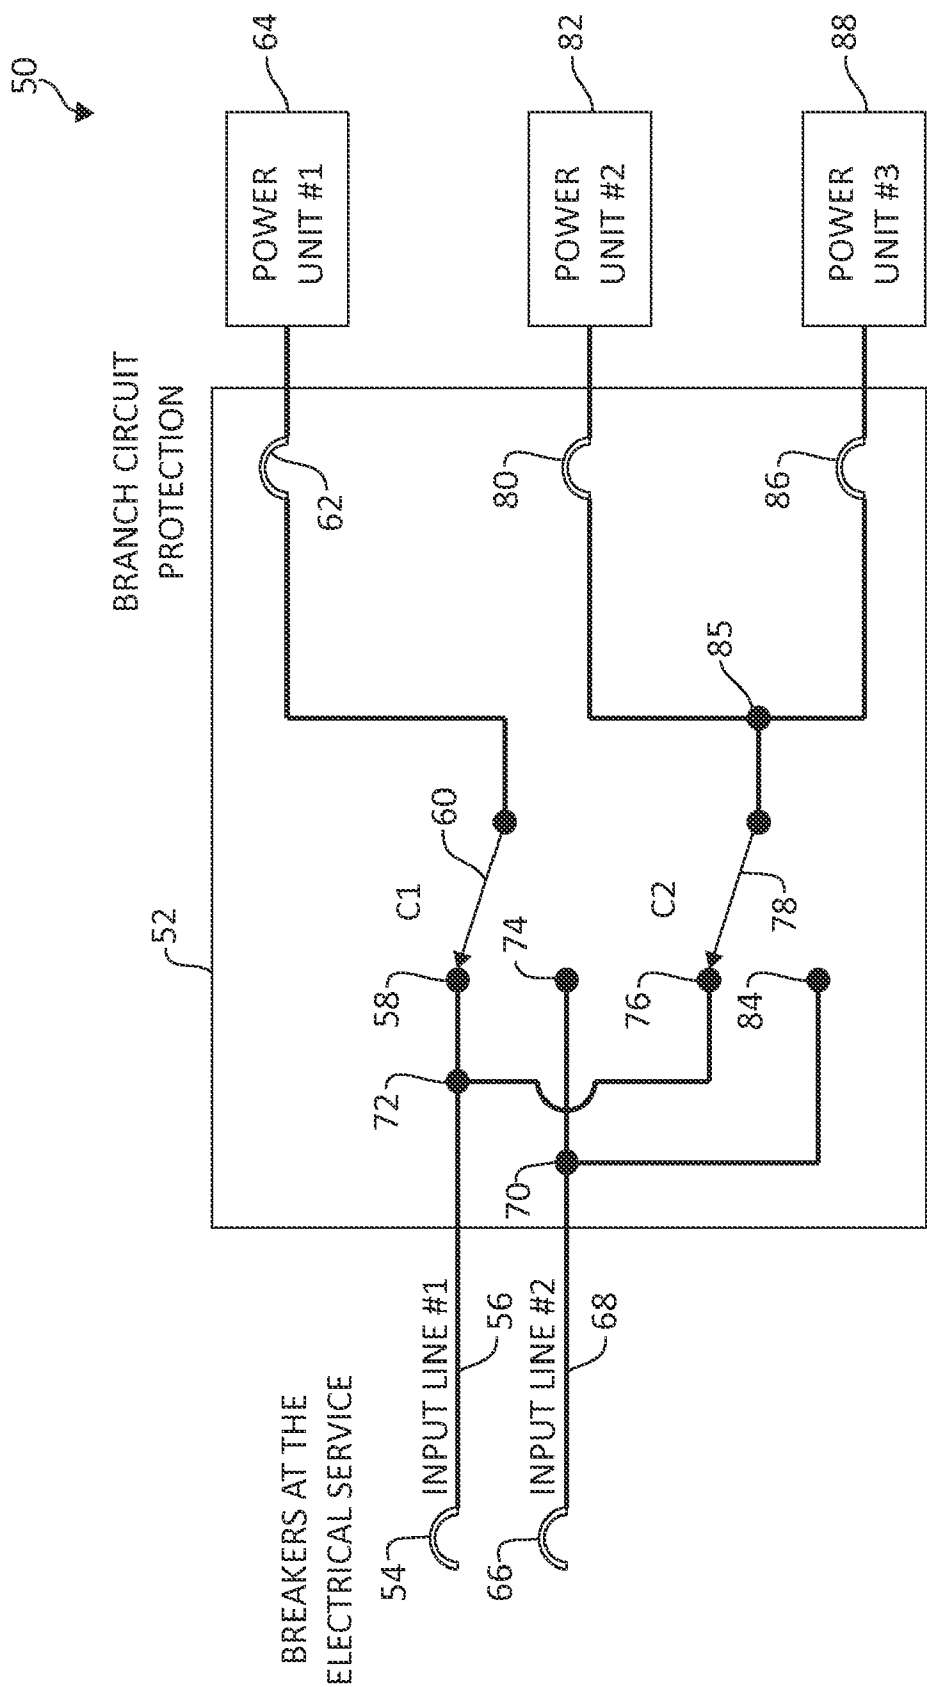 50
BREAKERS AT THE
ELECTRICAL SERVICE
BRANCH CIRCUIT
PROTECTION
52
54
INPUT LINE #1
56
66
INPUT LINE #2
68
70
72
58
74
76
84
C1
60
C2
78
85
62
80
86
POWER
UNIT #1
64
POWER
UNIT #2
82
POWER
UNIT #3
88